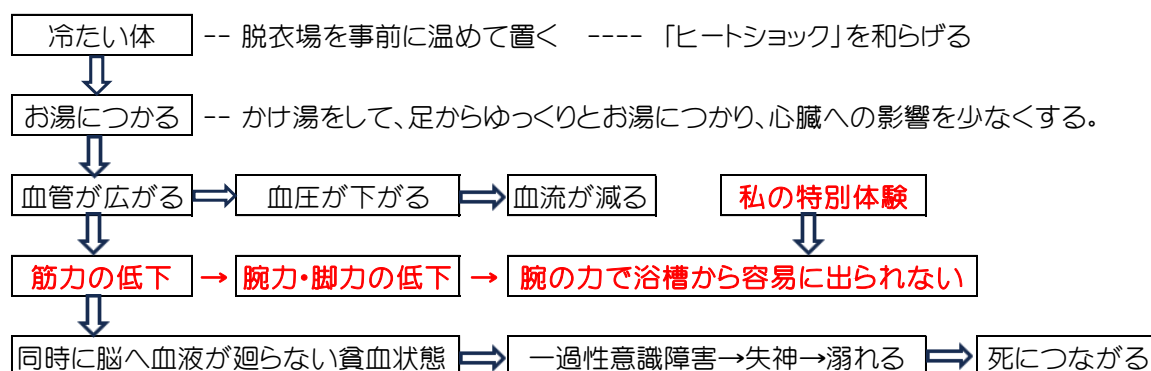 冷たい体 -- 脱衣場を事前に温めて置く ---- 「ヒートショック」を和らげる
お湯につかる -- かけ湯をして、足からゆっくりとお湯につかり、心臓への影響を少なくする。
血管が広がる 血圧が下がる 血流が減る 私の特別体験
筋力の低下 → 腕力・脚力の低下 → 腕の力で浴槽から容易に出られない
同時に脳へ血液が廻らない貧血状態 一過性意識障害→失神→溺れる 死につながる